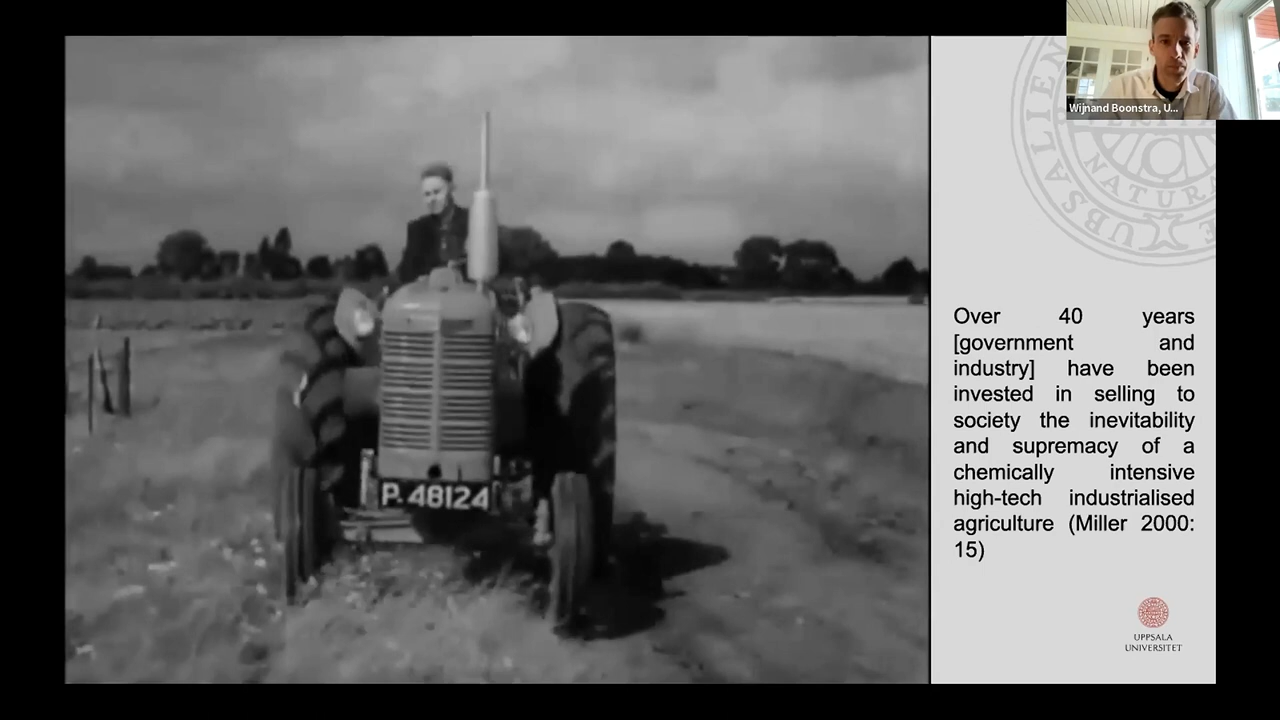 Wijnand Boonstra, U...
NATURA
Over 40 years
[government and
industry] have been
invested in selling to
society the inevitability
and supremacy of a
chemically intensive
high-tech industrialised
agriculture (Miller 2000:
15)
P-48124
UPPSALA
UNIVERSITET